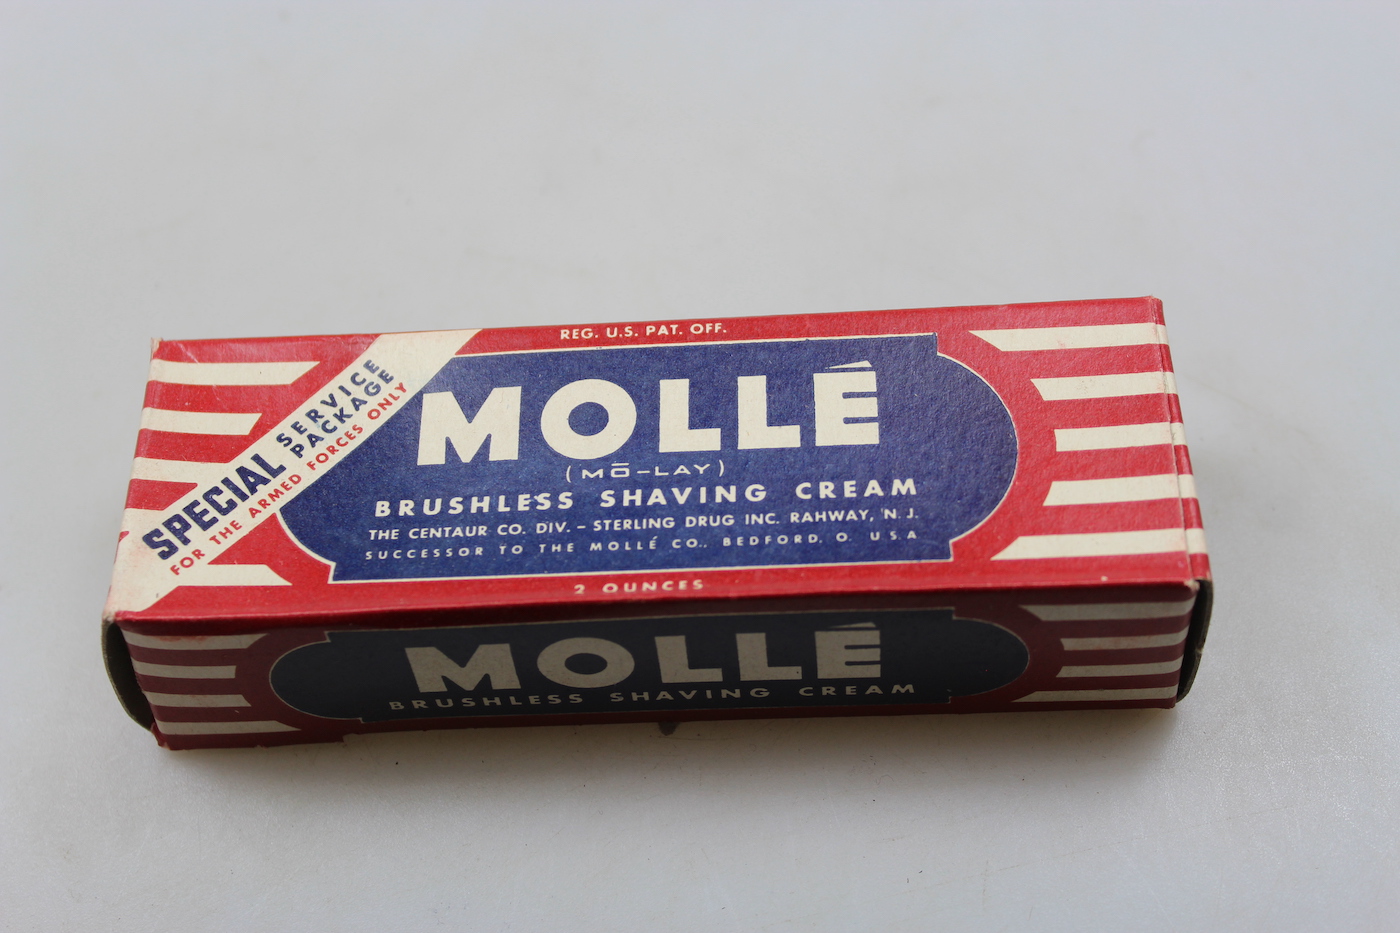 REG. U.S. PAT. OFF.
SPECIAL SERVICE PACKAGE
FOR THE ARMED FORCES ONLY
MOLLÉ
(MŌ-LAY)
BRUSHLESS SHAVING CREAM
THE CENTAUR CO. DIV. – STERLING DRUG INC. RAHWAY, N. J.
SUCCESSOR TO THE MOLLÉ CO., BEDFORD, O. U.S.A
2 OUNCES
MOLLÉ
BRUSHLESS SHAVING CREAM